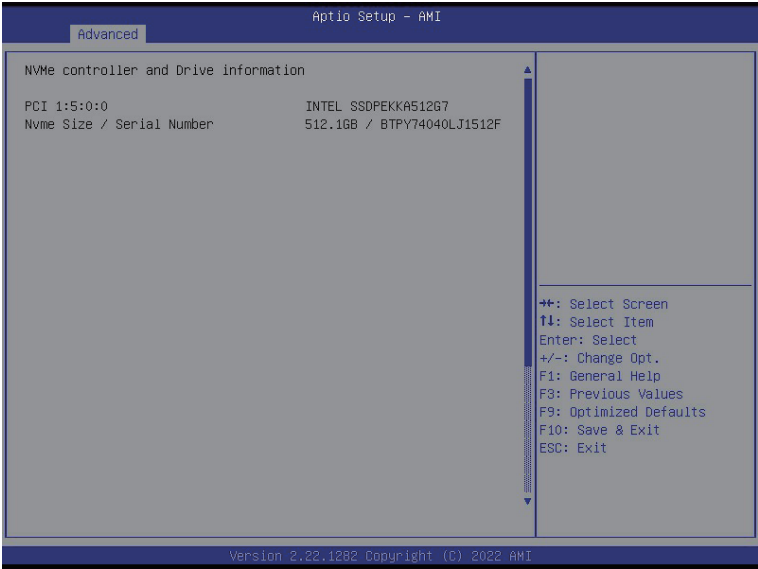 Aptio Setup – AMI
Advanced
NVMe controller and Drive information
PCI 1:5:0:0 INTEL SSDPEKKA512G7
Nvme Size / Serial Number 512.1GB / BTPY74040LJ1512F
→←: Select Screen
↑↓: Select Item
Enter: Select
+/-: Change Opt.
F1: General Help
F3: Previous Values
F9: Optimized Defaults
F10: Save & Exit
ESC: Exit
Version 2.22.1282 Copyright (C) 2022 AMI